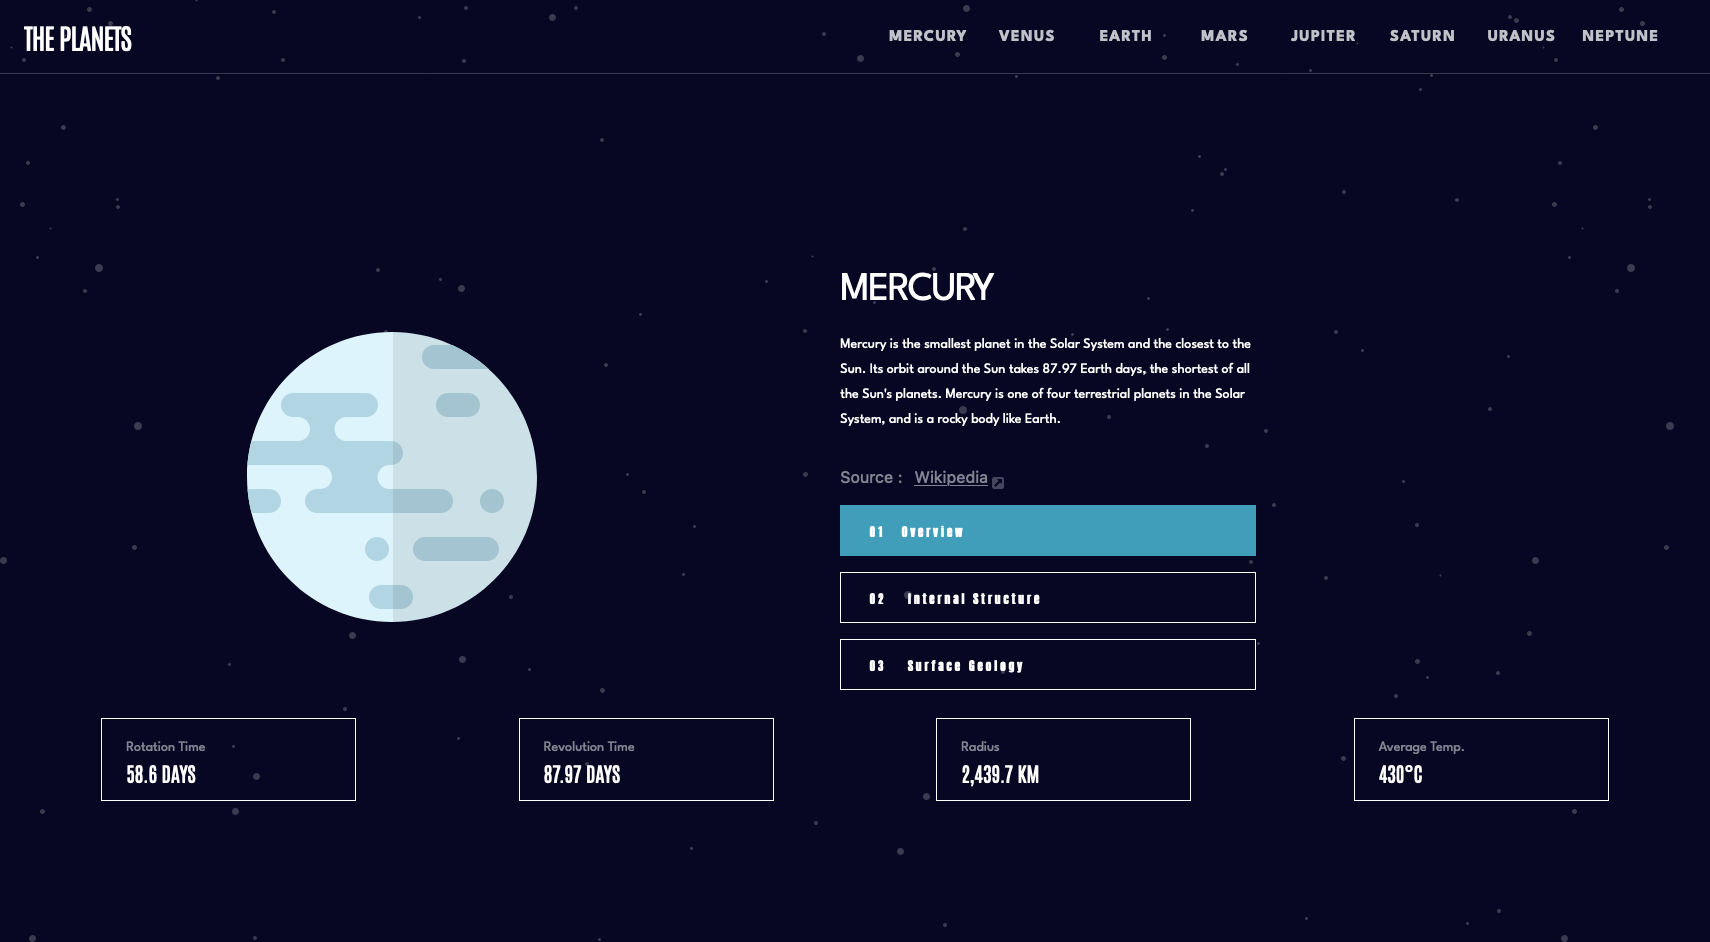 THE PLANETS
MERCURY VENUS EARTH MARS JUPITER SATURN URANUS NEPTUNE
MERCURY
Mercury is the smallest planet in the Solar System and the closest to the
Sun. Its orbit around the Sun takes 87.97 Earth days, the shortest of all
the Sun's planets. Mercury is one of four terrestrial planets in the Solar
System, and is a rocky body like Earth.
Source : Wikipedia
01 Overview
02 Internal Structure
03 Surface Geology
Rotation Time
58.6 DAYS
Revolution Time
87.97 DAYS
Radius
2,439.7 KM
Average Temp.
430°C